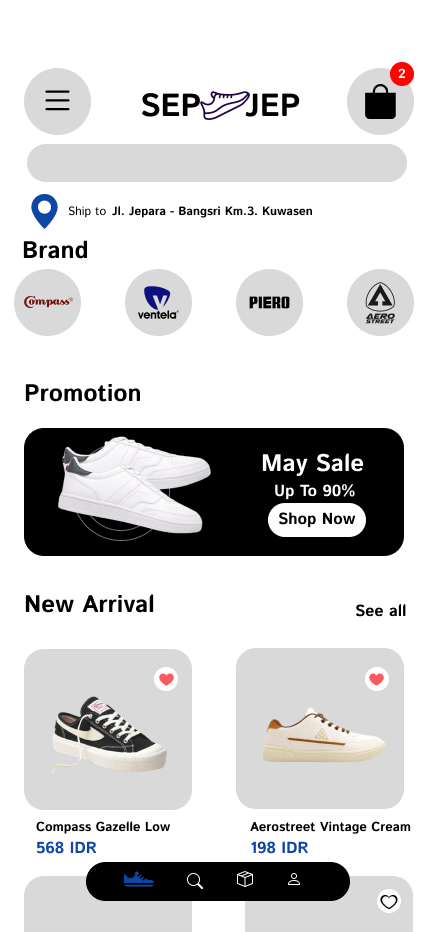 2
SEP JEP
Ship to Jl. Jepara - Bangsri Km.3. Kuwasen
Brand
Compass®
ventela
PIERO
AERO
STREET
Promotion
May Sale
Up To 90%
Shop Now
New Arrival
See all
Compass Gazelle Low
568 IDR
Aerostreet Vintage Cream
198 IDR